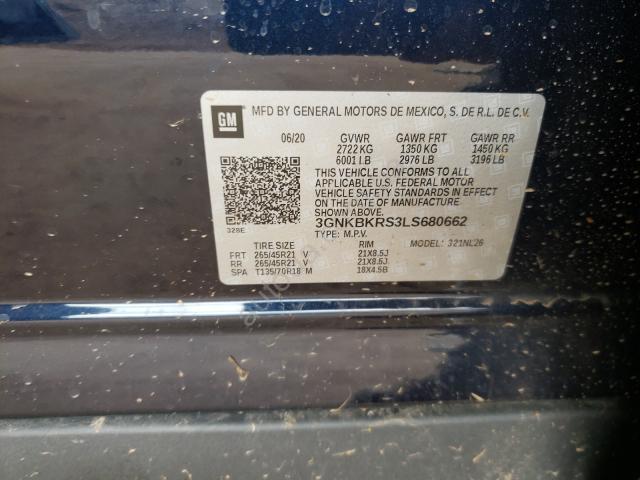 GM
MFD BY GENERAL MOTORS DE MEXICO, S. DE R.L. DE C.V.
06/20 GVWR GAWR FRT GAWR RR
2722 KG 1350 KG 1450 KG
6001 LB 2976 LB 3196 LB
THIS VEHICLE CONFORMS TO ALL
APPLICABLE U.S. FEDERAL MOTOR
VEHICLE SAFETY STANDARDS IN EFFECT
ON THE DATE OF MANUFACTURE
SHOWN ABOVE.
3GNKBKRS3LS680662
328E TYPE: M.P.V.
TIRE SIZE RIM MODEL: 321NL26
FRT 265/45R21 V 21X8.5J
RR 265/45R21 V 21X8.5J
SPA T135/70R18 M 18X4.5B